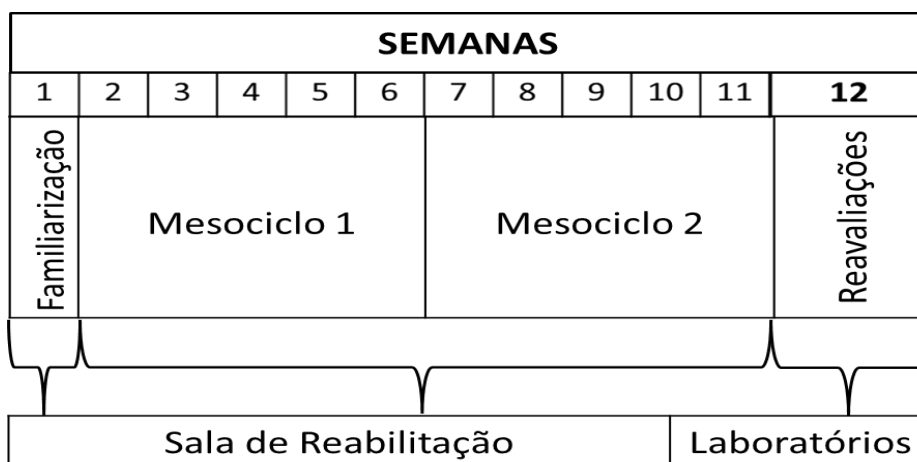 SEMANAS
1 2 3 4 5 6 7 8 9 10 11 12
Familiarização
Mesociclo 1
Mesociclo 2
Reavaliações
Sala de Reabilitação
Laboratórios